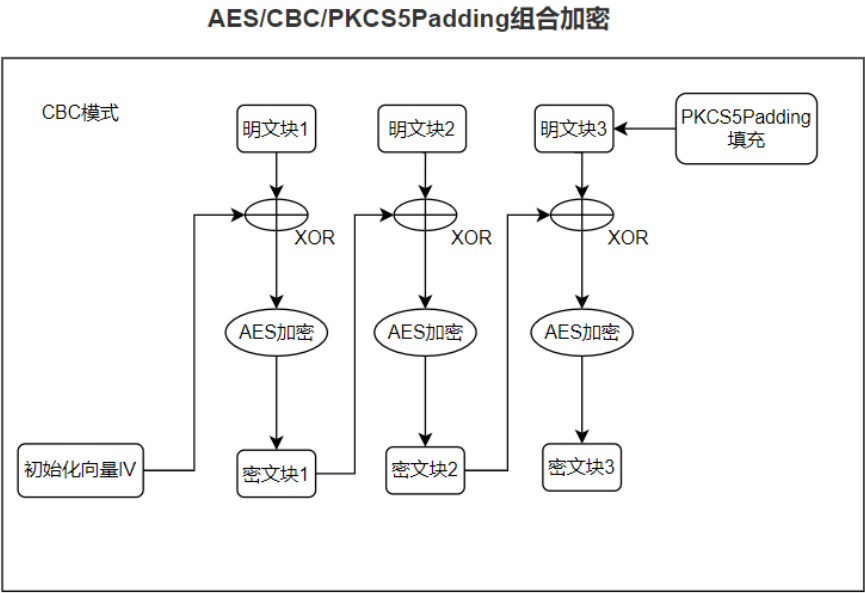 AES/CBC/PKCS5Padding组合加密
CBC模式
明文块1
明文块2
明文块3
PKCS5Padding
填充
XOR
XOR
XOR
AES加密
AES加密
AES加密
初始化向量IV
密文块1
密文块2
密文块3